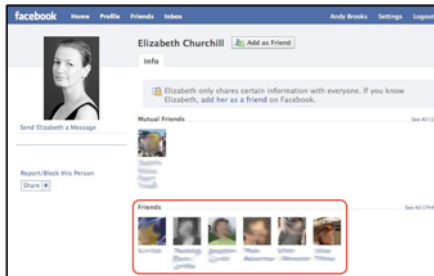 facebook Home Profile Friends Inbox Andy Brooks Settings Logout
Elizabeth Churchill Add as Friend
Info
Elizabeth only shares certain information with everyone. If you know
Elizabeth, add her as a friend on Facebook.
Mutual Friends See All
Send Elizabeth a Message
Report/Block this Person
Share +
Friends See All (744